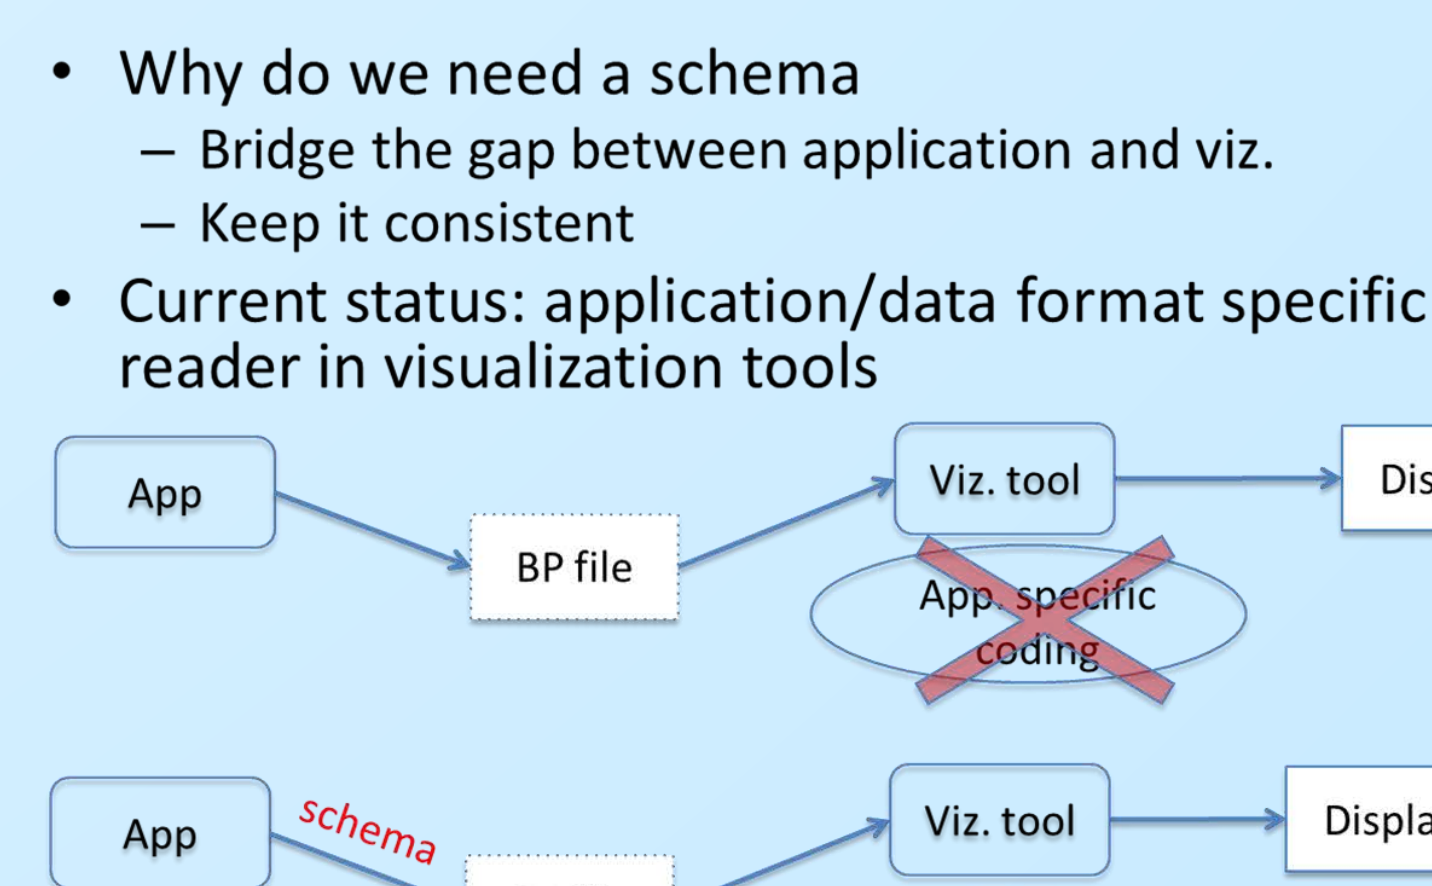 • Why do we need a schema
– Bridge the gap between application and viz.
– Keep it consistent
• Current status: application/data format specific
reader in visualization tools
App
BP file
Viz. tool
App. specific
coding
App
schema
Viz. tool